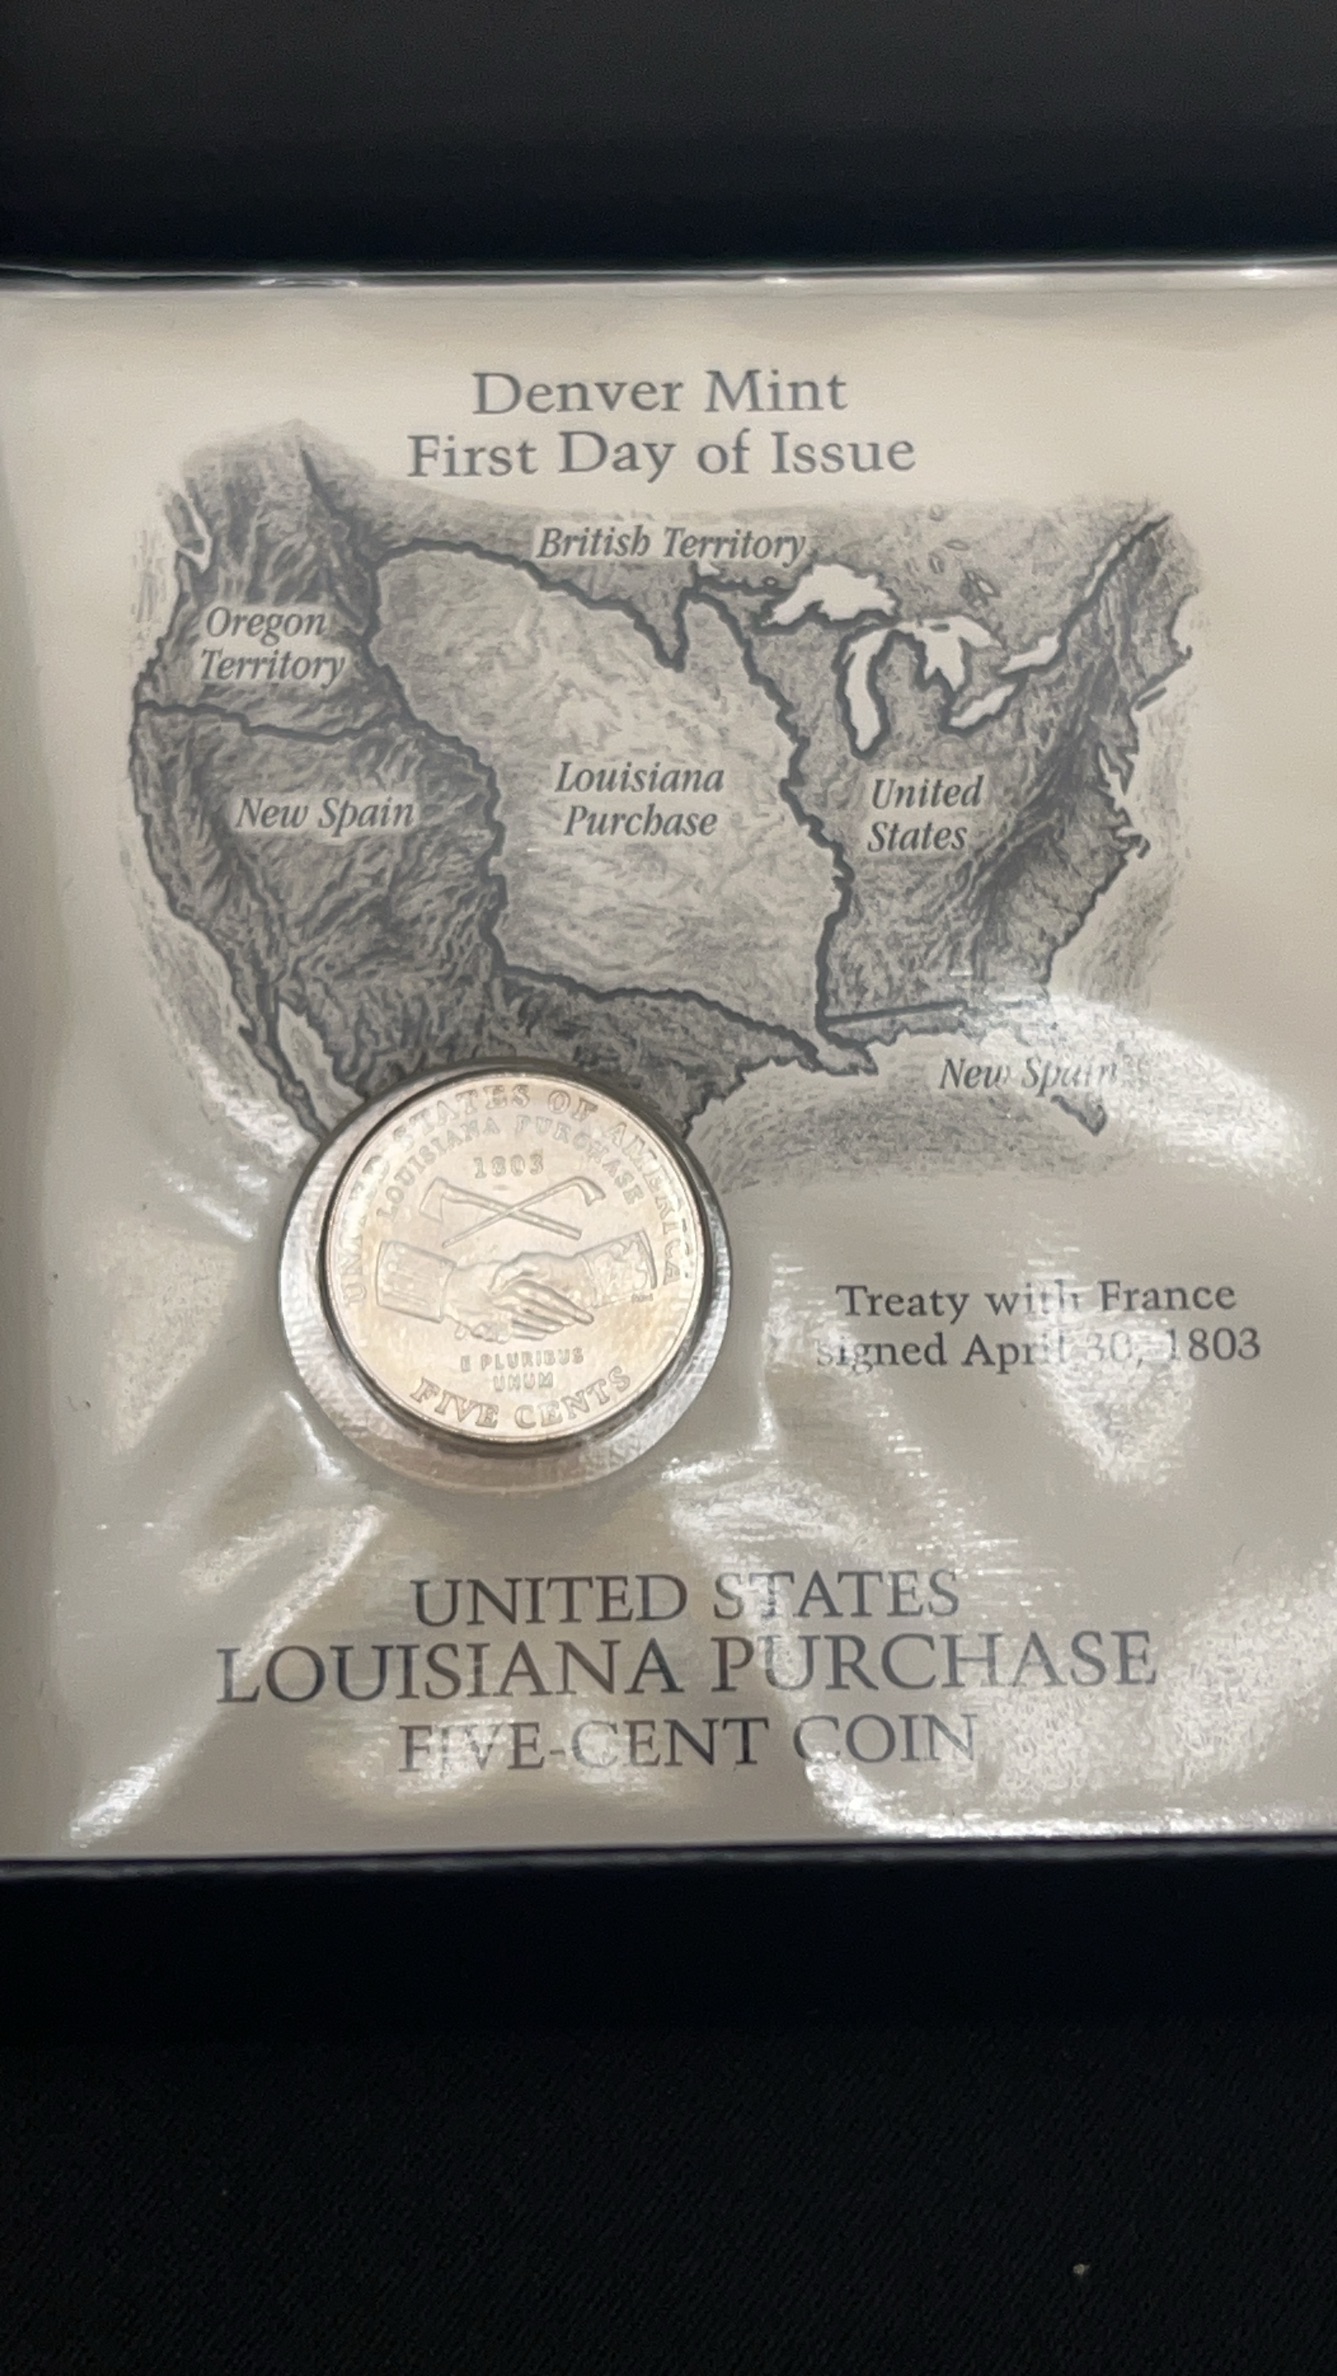 Denver Mint
First Day of Issue
British Territory
Oregon
Territory
New Spain
Louisiana
Purchase
United
States
New Spain
UNITED STATES OF AMERICA
LOUISIANA PURCHASE
1803
E PLURIBUS
UNUM
FIVE CENTS
Treaty with France
signed April 30, 1803
UNITED STATES
LOUISIANA PURCHASE
FIVE-CENT COIN